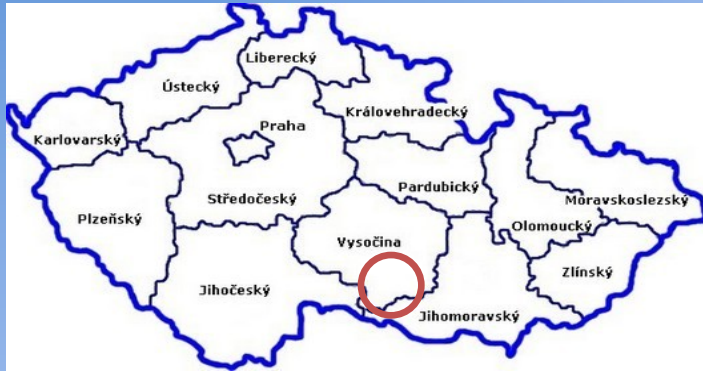 Liberecký
Ústecký
Královehradecký
Praha
Karlovarský
Pardubický
Středočeský
Moravskoslezský
Plzeňský
Olomoucký
Vysočina
Zlínský
Jihočeský
Jihomoravský